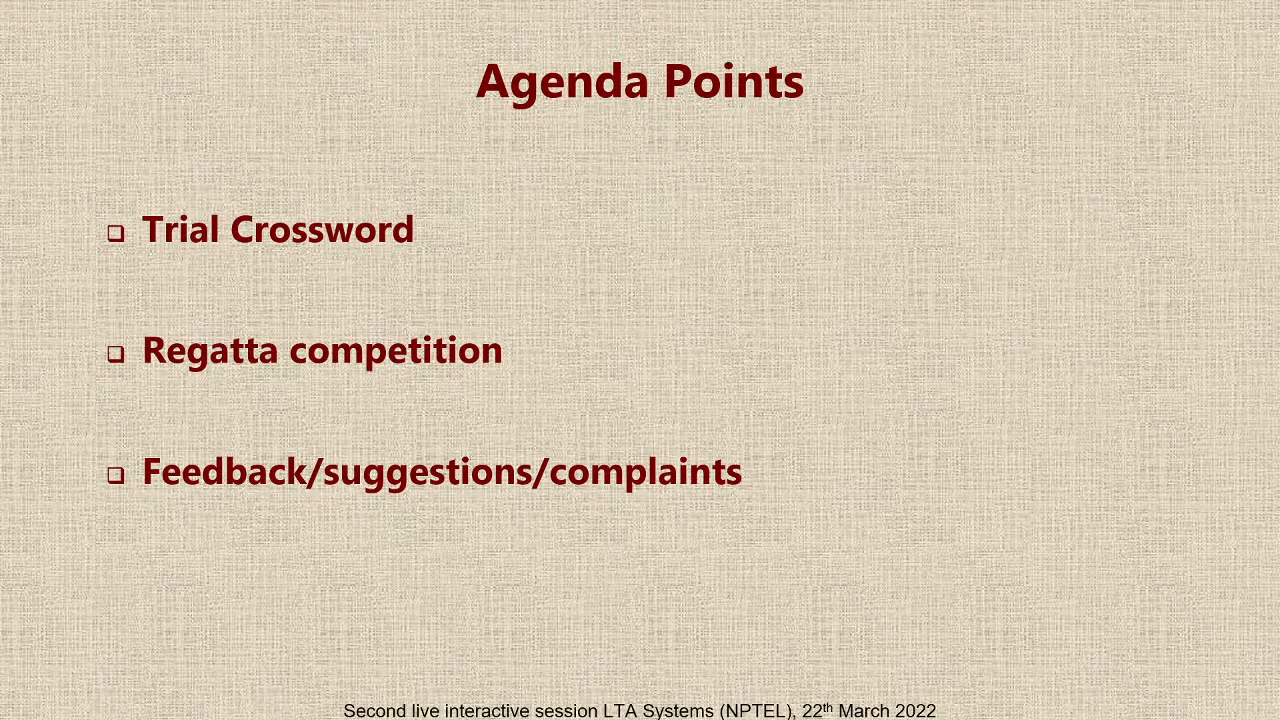 Agenda Points
❑ Trial Crossword
❑ Regatta competition
❑ Feedback/suggestions/complaints
Second live interactive session LTA Systems (NPTEL), 22th March 2022